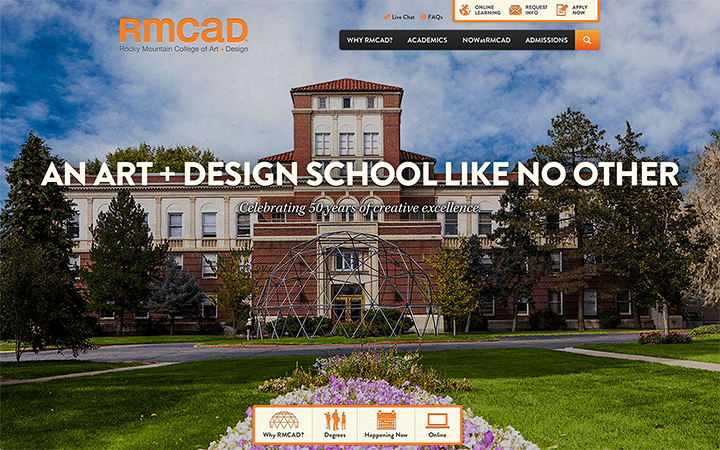 Live Chat
FAQs
ONLINE
LEARNING
REQUEST
INFO
APPLY
NOW
RMCAD
Rocky Mountain College of Art + Design
WHY RMCAD?
ACADEMICS
NOWatRMCAD
ADMISSIONS
AN ART + DESIGN SCHOOL LIKE NO OTHER
Celebrating 50 years of creative excellence.
Why RMCAD?
Degrees
Happening Now
Online